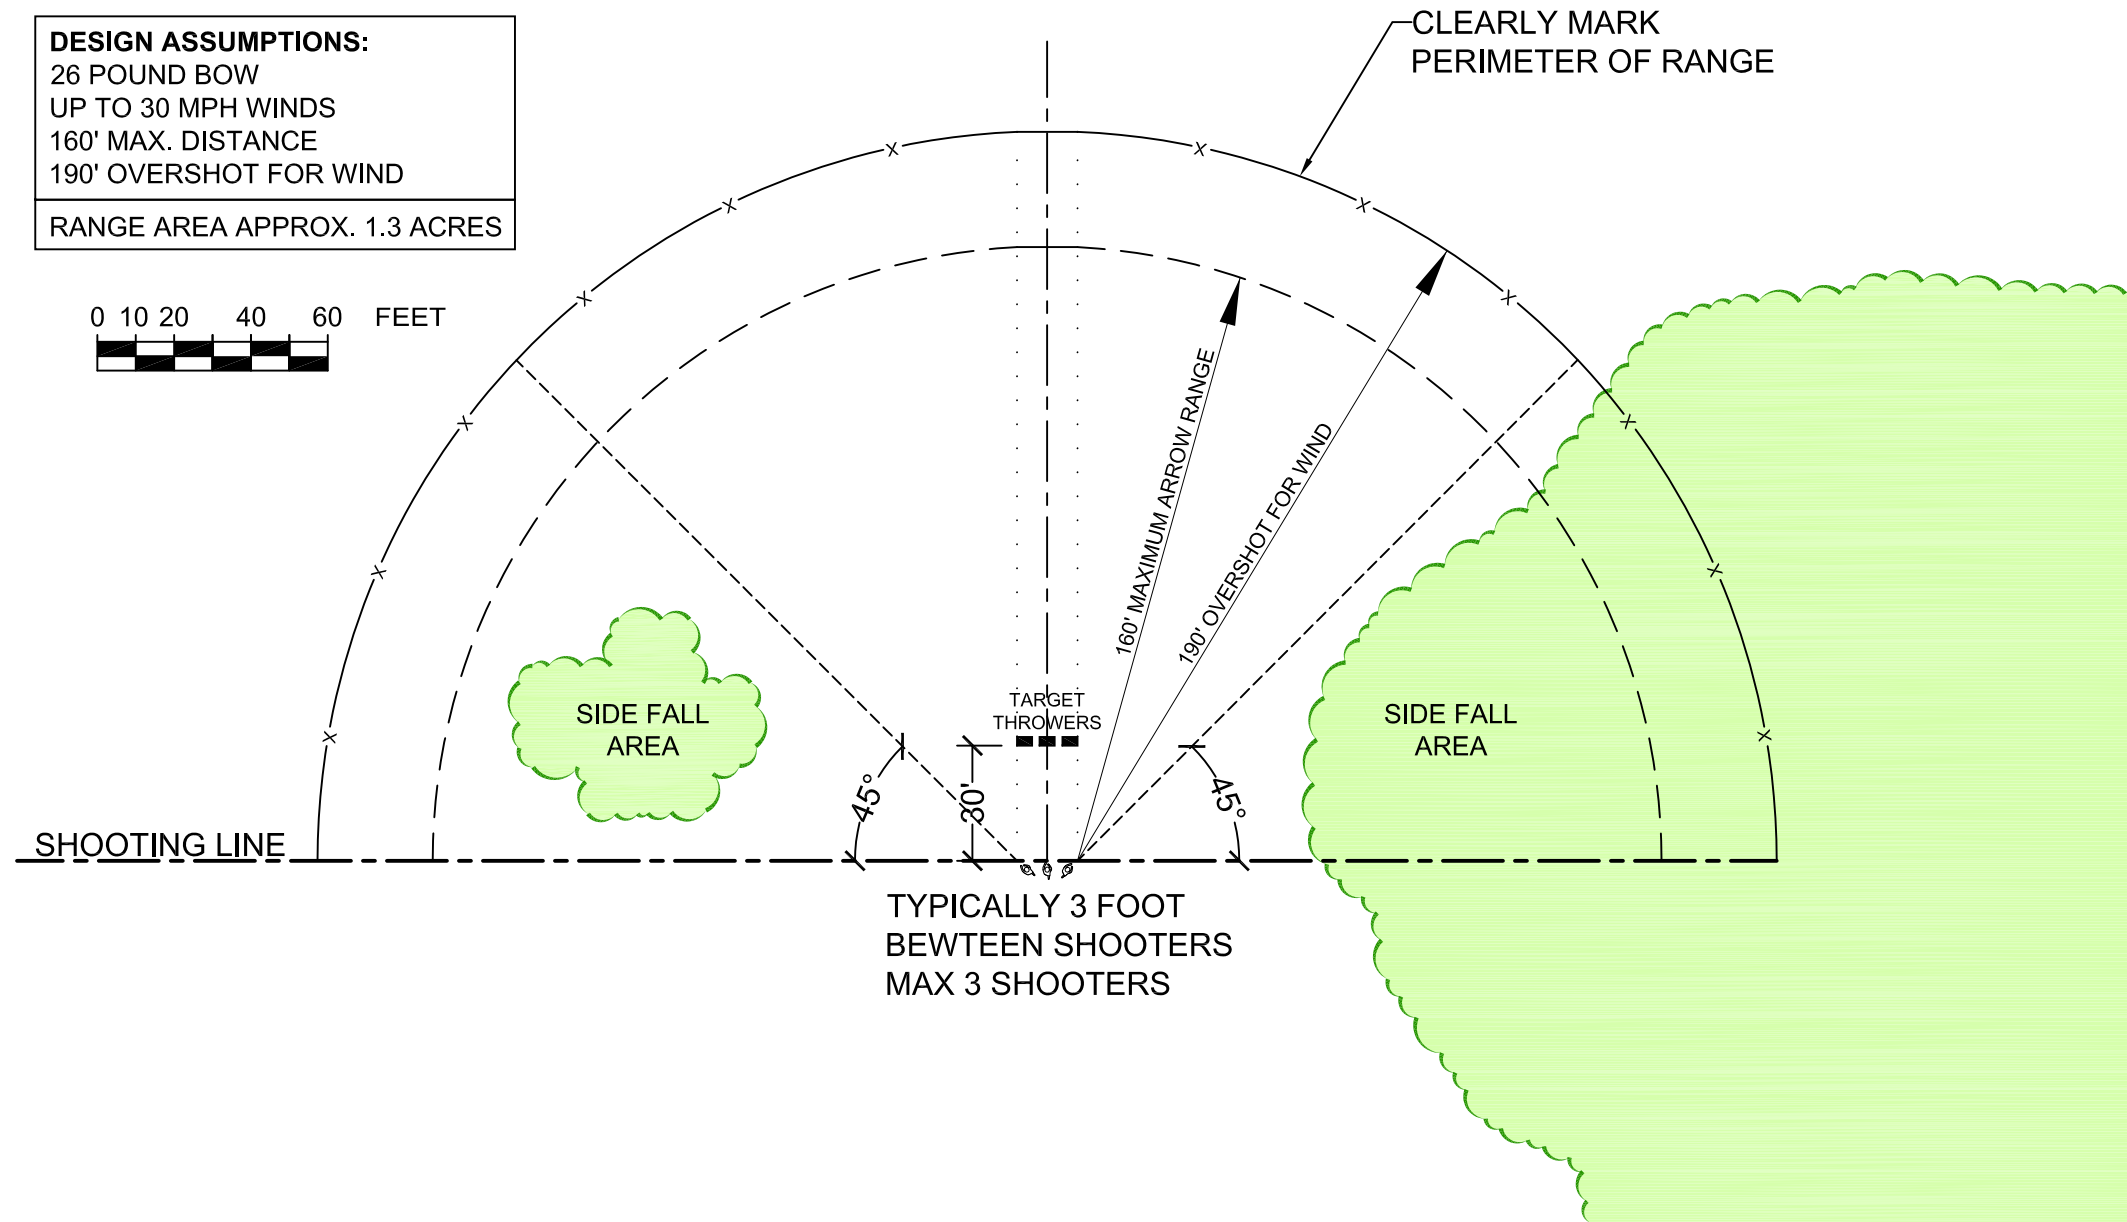 DESIGN ASSUMPTIONS:
26 POUND BOW
UP TO 30 MPH WINDS
160' MAX. DISTANCE
190' OVERSHOT FOR WIND
RANGE AREA APPROX. 1.3 ACRES
0 10 20 40 60 FEET
CLEARLY MARK
PERIMETER OF RANGE
X X X X X X X X X X X X
160' MAXIMUM ARROW RANGE
190' OVERSHOT FOR WIND
TARGET
THROWERS
SIDE FALL
AREA
SIDE FALL
AREA
45°
30'
45°
SHOOTING LINE
TYPICALLY 3 FOOT
BEWTEEN SHOOTERS
MAX 3 SHOOTERS